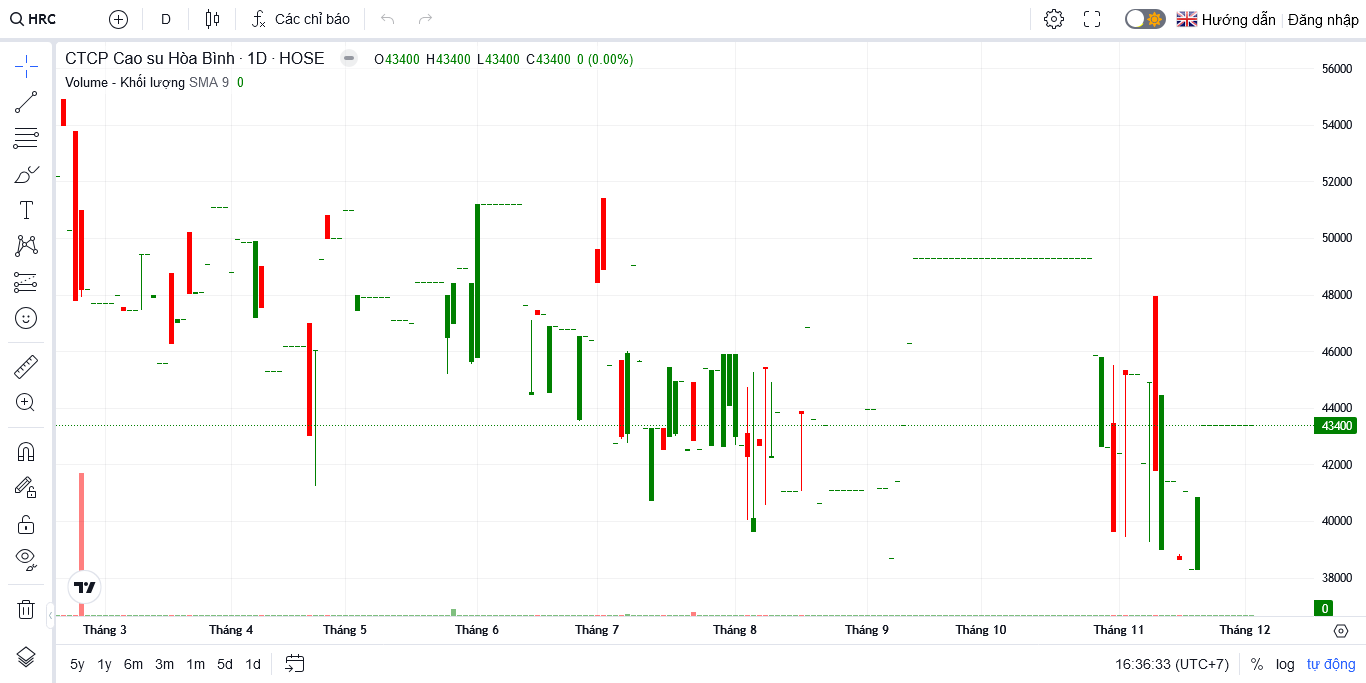 HRC D Các chỉ báo Hướng dẫn Đăng nhập
CTCP Cao su Hòa Bình · 1D · HOSE O43400 H43400 L43400 C43400 0 (0.00%)
Volume - Khối lượng SMA 9 0
56000
54000
52000
50000
48000
46000
44000
43400
42000
40000
38000
0
Tháng 3 Tháng 4 Tháng 5 Tháng 6 Tháng 7 Tháng 8 Tháng 9 Tháng 10 Tháng 11 Tháng 12
5y 1y 6m 3m 1m 5d 1d 16:36:33 (UTC+7) % log tự động